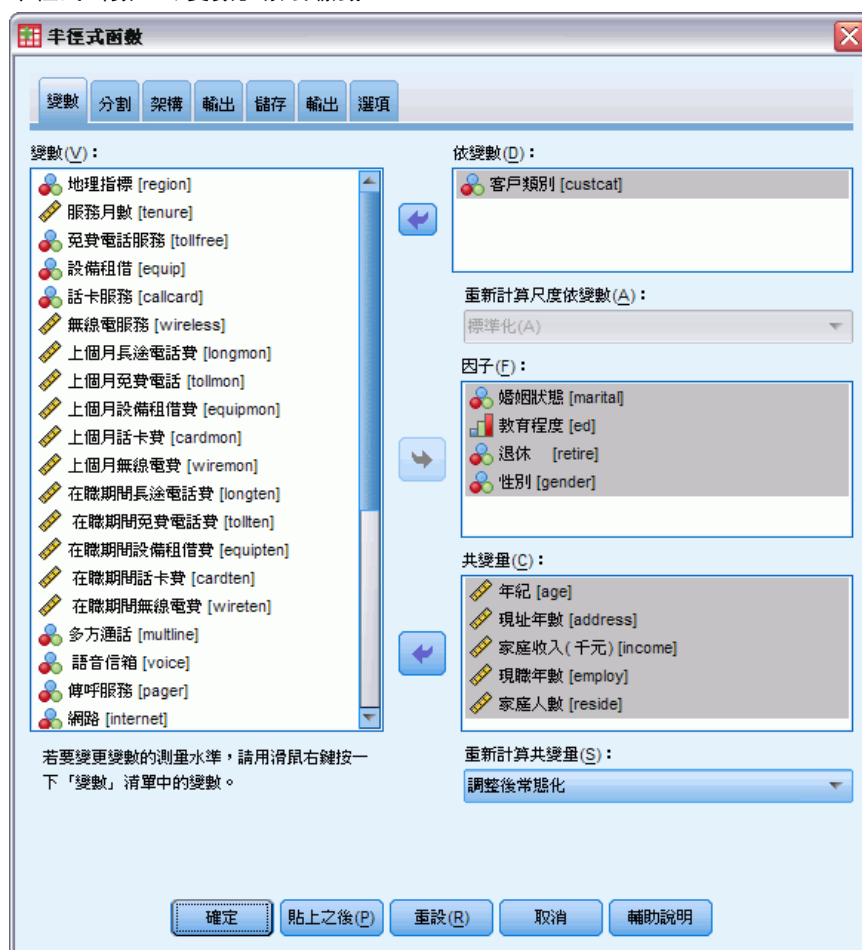 半徑式函數
變數 分割 架構 輸出 儲存 輸出 選項
變數(V):
地理指標 [region]
服務月數 [tenure]
免費電話服務 [tollfree]
設備租借 [equip]
話卡服務 [callcard]
無線電服務 [wireless]
上個月長途電話費 [longmon]
上個月免費電話 [tollmon]
上個月設備租借費 [equipmon]
上個月話卡費 [cardmon]
上個月無線電費 [wiremon]
在職期間長途電話費 [longten]
在職期間免費電話費 [tollten]
在職期間設備租借費 [equipten]
在職期間話卡費 [cardten]
在職期間無線電費 [wireten]
多方通話 [multline]
語音信箱 [voice]
傳呼服務 [pager]
網路 [internet]
若要變更變數的測量水準,請用滑鼠右鍵按一
下「變數」清單中的變數。
依變數(D):
客戶類別 [custcat]
重新計算尺度依變數(A):
標準化(A)
因子(F):
婚姻狀態 [marital]
教育程度 [ed]
退休 [retire]
性別 [gender]
共變量(C):
年紀 [age]
現址年數 [address]
家庭收入(千元) [income]
現職年數 [employ]
家庭人數 [reside]
重新計算共變量(S):
調整後常態化
確定 貼上之後(P) 重設(R) 取消 輔助說明